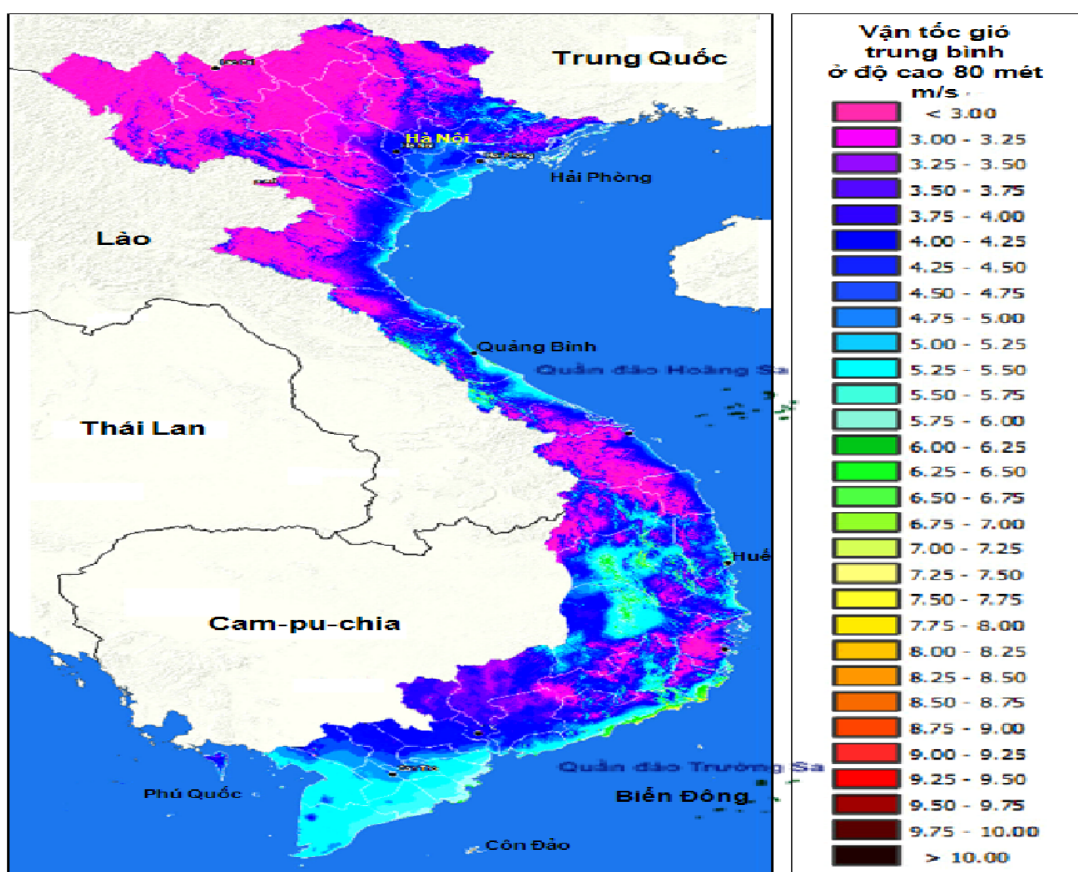 Trung Quốc
Hà Nội
Hải Phòng
Lào
Quảng Bình
Quần đảo Hoàng Sa
Thái Lan
Huế
Cam-pu-chia
Quần đảo Trường Sa
Phú Quốc
Biển Đông
Côn Đảo
Vận tốc gió
trung bình
ở độ cao 80 mét
m/s
< 3.00
3.00 - 3.25
3.25 - 3.50
3.50 - 3.75
3.75 - 4.00
4.00 - 4.25
4.25 - 4.50
4.50 - 4.75
4.75 - 5.00
5.00 - 5.25
5.25 - 5.50
5.50 - 5.75
5.75 - 6.00
6.00 - 6.25
6.25 - 6.50
6.50 - 6.75
6.75 - 7.00
7.00 - 7.25
7.25 - 7.50
7.50 - 7.75
7.75 - 8.00
8.00 - 8.25
8.25 - 8.50
8.50 - 8.75
8.75 - 9.00
9.00 - 9.25
9.25 - 9.50
9.50 - 9.75
9.75 - 10.00
> 10.00